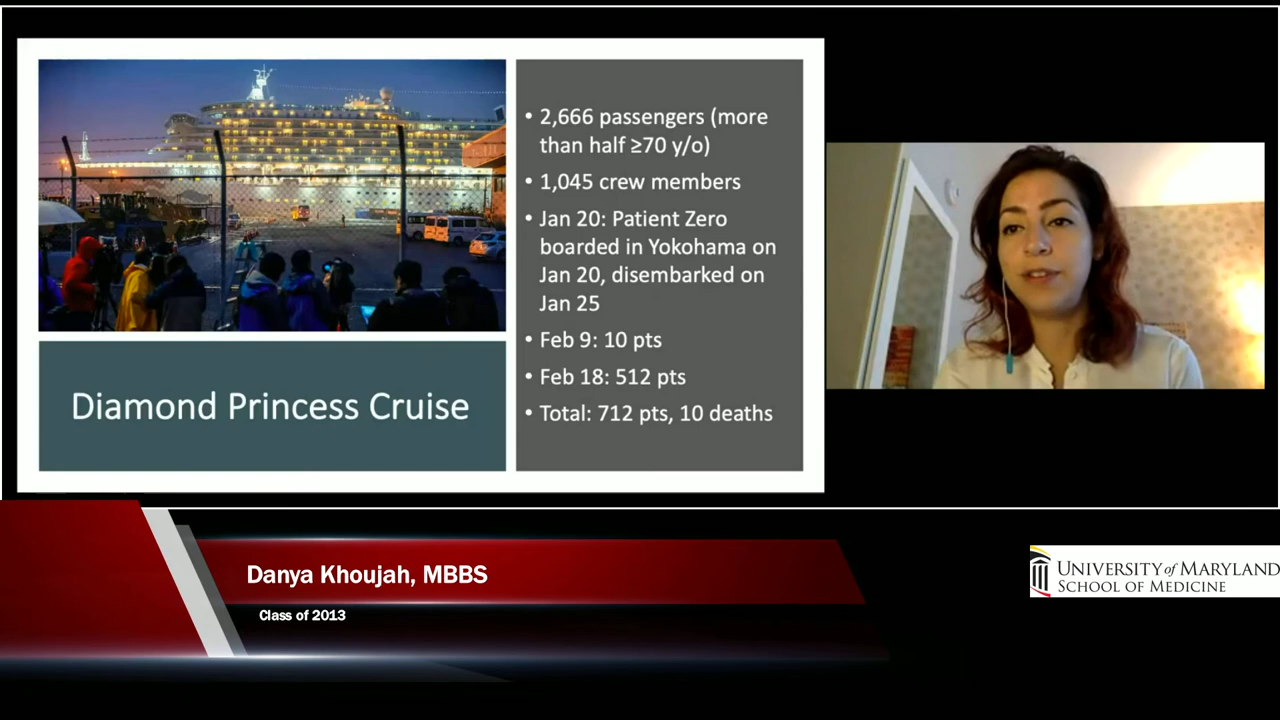 • 2,666 passengers (more
than half ≥70 y/o)
• 1,045 crew members
• Jan 20: Patient Zero
boarded in Yokohama on
Jan 20, disembarked on
Jan 25
• Feb 9: 10 pts
• Feb 18: 512 pts
• Total: 712 pts, 10 deaths
Diamond Princess Cruise
Danya Khoujah, MBBS
Class of 2013
UNIVERSITY of MARYLAND
SCHOOL OF MEDICINE